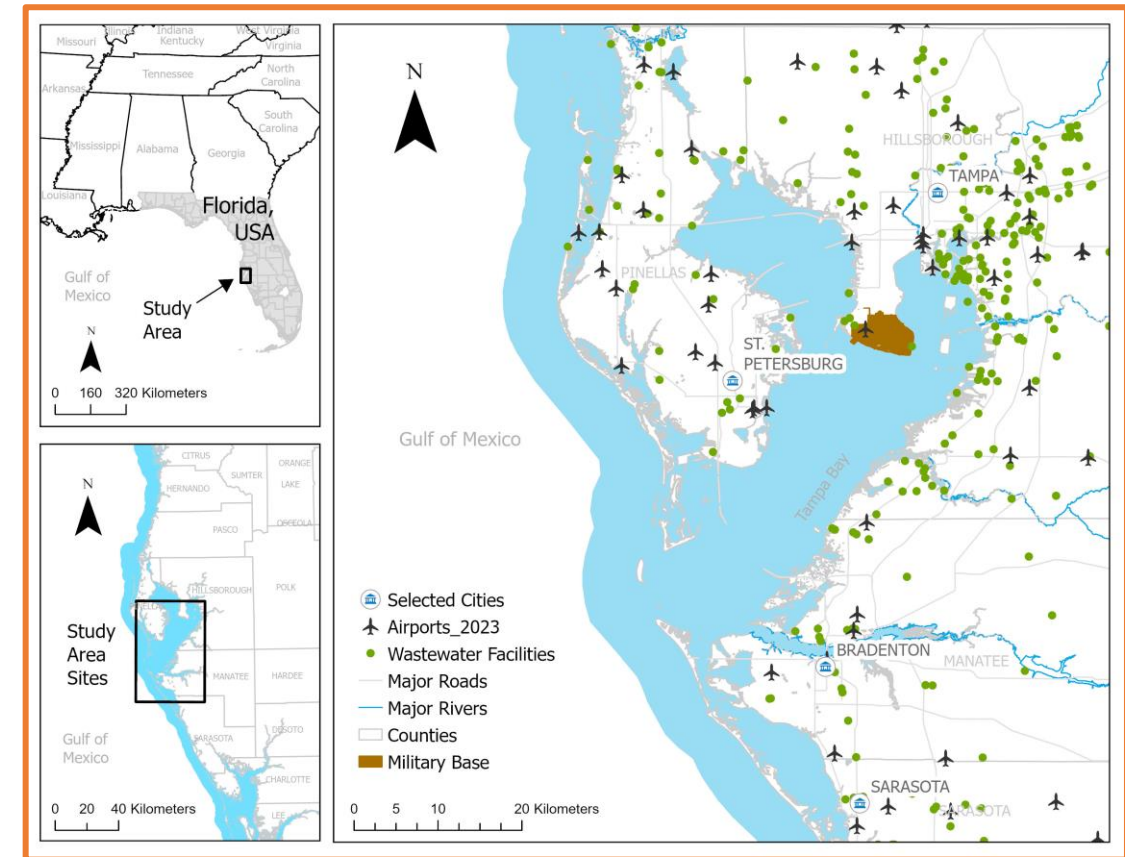 Missouri
Illinois
Indiana
Kentucky
West Virginia
Virginia
Tennessee
North
Carolina
Arkansas
South
Carolina
Mississippi
Alabama
Georgia
Louisiana
Florida,
USA
Gulf of
Mexico
Study
Area
N
0 160 320 Kilometers
CITRUS
SUMTER
ORANGE
LAKE
N
HERNANDO
PASCO
OSCEOLA
HILLSBOROUGH
POLK
Study
Area
Sites
MANATEE
HARDEE
SARASOTA
DESOTO
Gulf of
Mexico
CHARLOTTE
LEE
0 20 40 Kilometers
N
HILLSBOROUGH
TAMPA
PINELLAS
ST.
PETERSBURG
Gulf of Mexico
Tampa Bay
Selected Cities
Airports_2023
Wastewater Facilities
Major Roads
Major Rivers
Counties
Military Base
BRADENTON
MANATEE
SARASOTA
SARASOTA
0 5 10 20 Kilometers